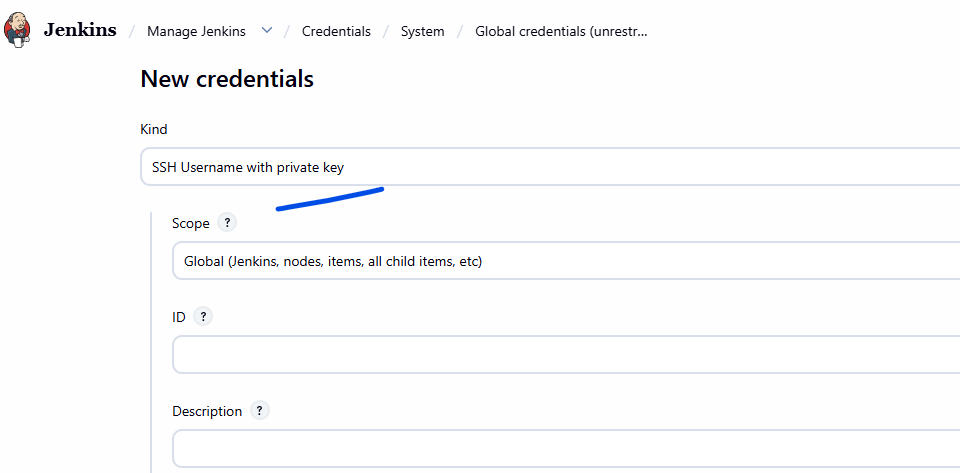 Jenkins / Manage Jenkins / Credentials / System / Global credentials (unrestr...
New credentials
Kind
SSH Username with private key
Scope ?
Global (Jenkins, nodes, items, all child items, etc)
ID ?
Description ?